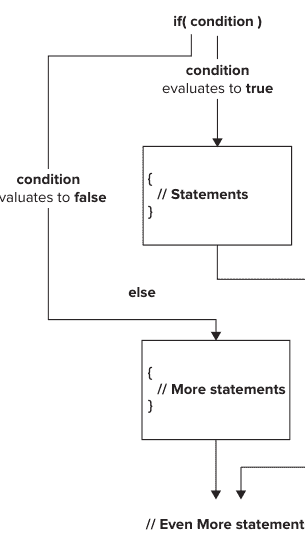 if( condition )
condition
evaluates to true
condition
valuates to false
{
// Statements
}
else
{
// More statements
}
// Even More statement